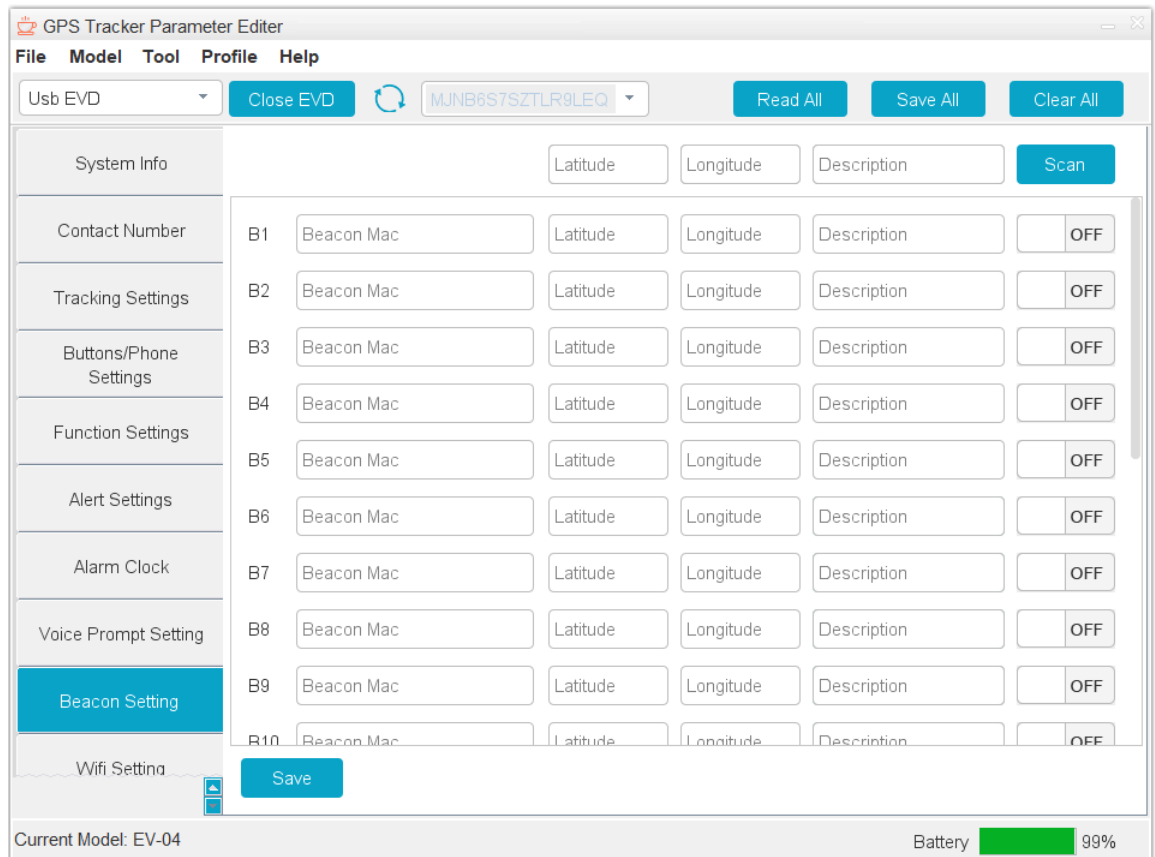 GPS Tracker Parameter Editer
File Model Tool Profile Help
Usb EVD Close EVD MJNB6S7SZTLR9LEQ Read All Save All Clear All
System Info
Contact Number
Tracking Settings
Buttons/Phone
Settings
Function Settings
Alert Settings
Alarm Clock
Voice Prompt Setting
Beacon Setting
Wifi Setting
Latitude Longitude Description Scan
B1 Beacon Mac Latitude Longitude Description OFF
B2 Beacon Mac Latitude Longitude Description OFF
B3 Beacon Mac Latitude Longitude Description OFF
B4 Beacon Mac Latitude Longitude Description OFF
B5 Beacon Mac Latitude Longitude Description OFF
B6 Beacon Mac Latitude Longitude Description OFF
B7 Beacon Mac Latitude Longitude Description OFF
B8 Beacon Mac Latitude Longitude Description OFF
B9 Beacon Mac Latitude Longitude Description OFF
B10 Beacon Mac Latitude Longitude Description OFF
Save
Current Model: EV-04 Battery 99%